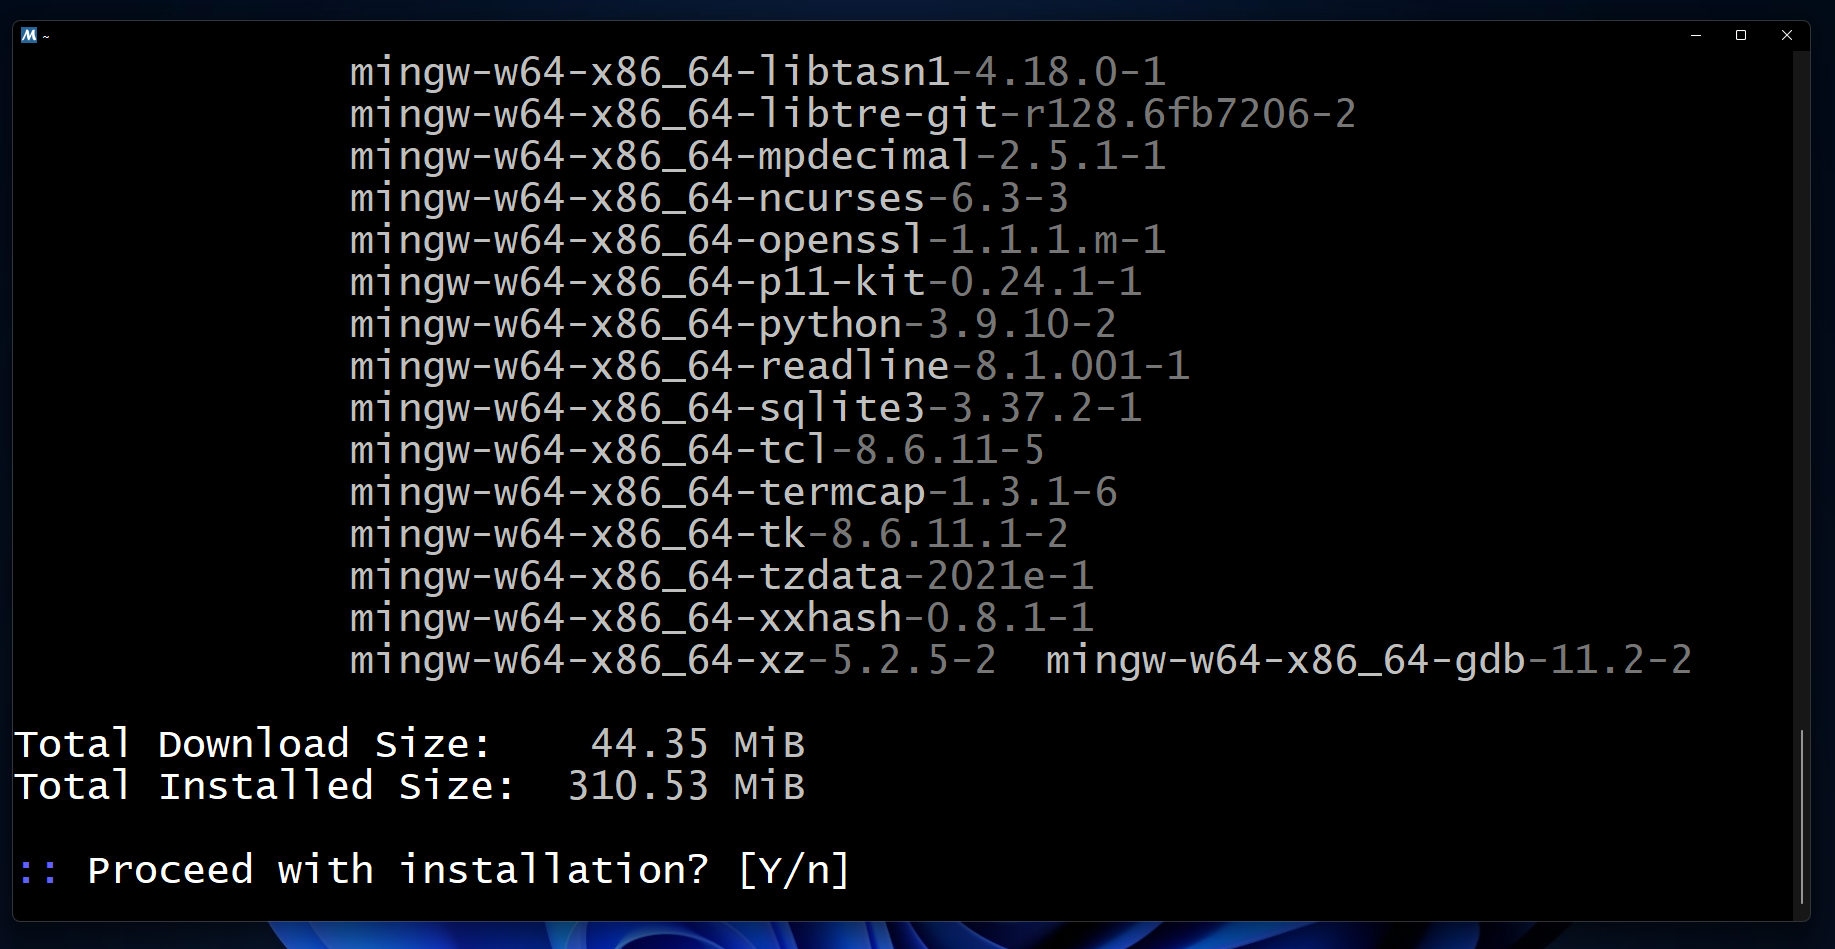 ~
mingw-w64-x86_64-libtasn1-4.18.0-1
mingw-w64-x86_64-libtre-git-r128.6fb7206-2
mingw-w64-x86_64-mpdecimal-2.5.1-1
mingw-w64-x86_64-ncurses-6.3-3
mingw-w64-x86_64-openssl-1.1.1.m-1
mingw-w64-x86_64-p11-kit-0.24.1-1
mingw-w64-x86_64-python-3.9.10-2
mingw-w64-x86_64-readline-8.1.001-1
mingw-w64-x86_64-sqlite3-3.37.2-1
mingw-w64-x86_64-tcl-8.6.11-5
mingw-w64-x86_64-termcap-1.3.1-6
mingw-w64-x86_64-tk-8.6.11.1-2
mingw-w64-x86_64-tzdata-2021e-1
mingw-w64-x86_64-xxhash-0.8.1-1
mingw-w64-x86_64-xz-5.2.5-2  mingw-w64-x86_64-gdb-11.2-2
Total Download Size:    44.35 MiB
Total Installed Size:  310.53 MiB
:: Proceed with installation? [Y/n]